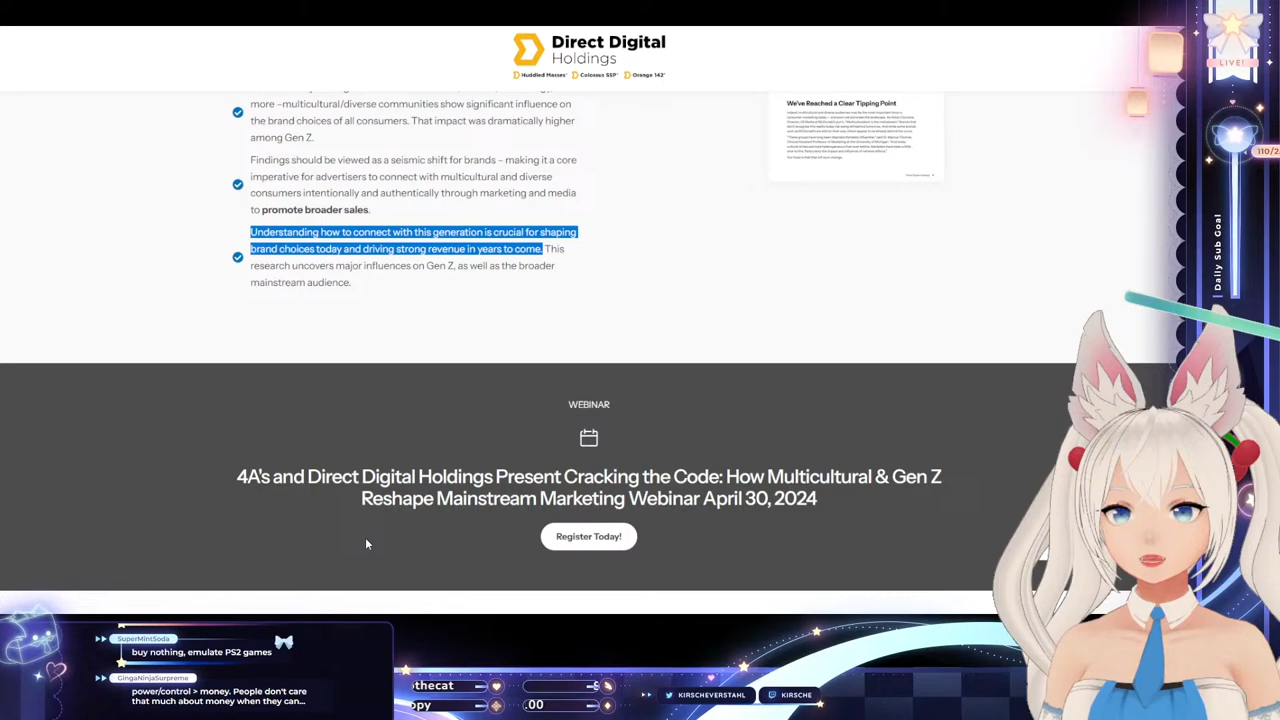 Direct Digital
Holdings
Huddled Masses® Colossus SSP® Orange 142®
more –multicultural/diverse communities show significant influence on
the brand choices of all consumers. That impact was dramatically higher
among Gen Z.
Findings should be viewed as a seismic shift for brands – making it a core
imperative for advertisers to connect with multicultural and diverse
consumers intentionally and authentically through marketing and media
to promote broader sales.
Understanding how to connect with this generation is crucial for shaping
brand choices today and driving strong revenue in years to come. This
research uncovers major influences on Gen Z, as well as the broader
mainstream audience.
We've Reached a Clear Tipping Point
WEBINAR
4A's and Direct Digital Holdings Present Cracking the Code: How Multicultural & Gen Z
Reshape Mainstream Marketing Webinar April 30, 2024
Register Today!
LIVE!
110/2
Daily Sub Goal
SuperMintSoda
buy nothing, emulate PS2 games
GingaNinjaSurpreme
power/control > money. People don't care
that much about money when they can...
othecat
opy
.00
KIRSCHEVERSTAHL
KIRSCHE